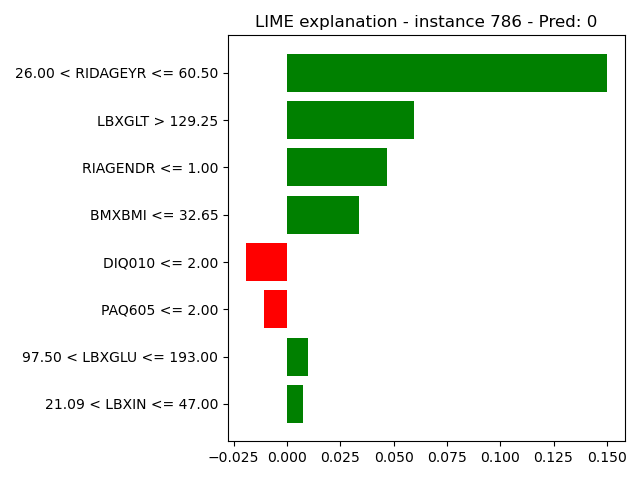 LIME explanation - instance 786 - Pred: 0
26.00 < RIDAGEYR <= 60.50
LBXGLT > 129.25
RIAGENDR <= 1.00
BMXBMI <= 32.65
DIQ010 <= 2.00
PAQ605 <= 2.00
97.50 < LBXGLU <= 193.00
21.09 < LBXIN <= 47.00
−0.025 0.000 0.025 0.050 0.075 0.100 0.125 0.150